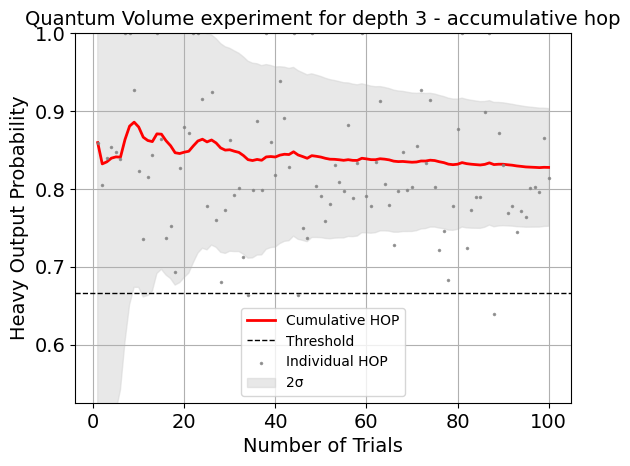 Quantum Volume experiment for depth 3 - accumulative hop
Heavy Output Probability
1.0
0.9
0.8
0.7
0.6
Cumulative HOP
Threshold
Individual HOP
2σ
0 20 40 60 80 100
Number of Trials